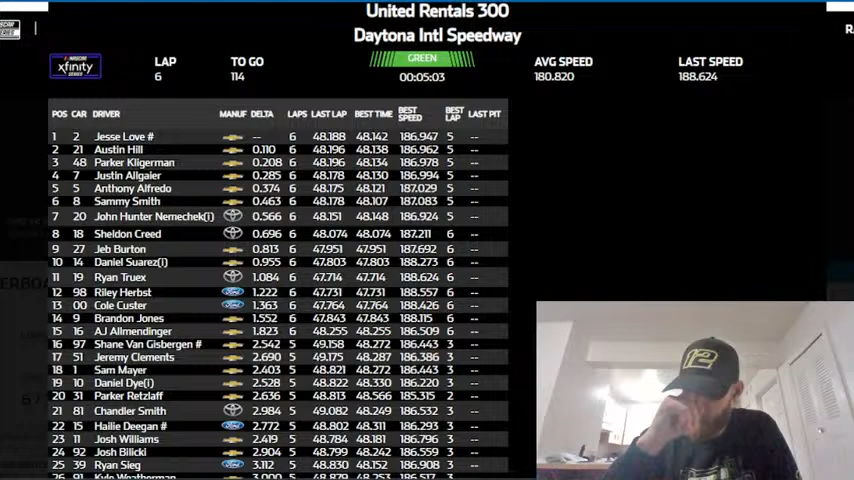 United Rentals 300
Daytona Intl Speedway
xfinity
LAP TO GO GREEN AVG SPEED LAST SPEED
6 114 00:05:03 180.820 188.624
POS CAR DRIVER MANUF DELTA LAPS LAST LAP BEST TIME BEST SPEED BEST LAP LAST PIT
1 2 Jesse Love # -- 6 48.188 48.142 186.947 5 --
2 21 Austin Hill 0.110 6 48.196 48.138 186.962 5 --
3 48 Parker Kligerman 0.208 6 48.196 48.134 186.978 5 --
4 7 Justin Allgaier 0.285 6 48.178 48.130 186.994 5 --
5 5 Anthony Alfredo 0.374 6 48.175 48.121 187.029 5 --
6 8 Sammy Smith 0.463 6 48.178 48.107 187.083 5 --
7 20 John Hunter Nemechek(i) 0.566 6 48.151 48.148 186.924 5 --
8 18 Sheldon Creed 0.696 6 48.074 48.074 187.211 6 --
9 27 Jeb Burton 0.813 6 47.951 47.951 187.692 6 --
10 14 Daniel Suarez(i) 0.955 6 47.803 47.803 188.273 6 --
11 19 Ryan Truex 1.084 6 47.714 47.714 188.624 6 --
12 98 Riley Herbst 1.222 6 47.731 47.731 188.557 6 --
13 00 Cole Custer 1.363 6 47.764 47.764 188.426 6 --
14 9 Brandon Jones 1.552 6 47.843 47.843 188.115 6 --
15 16 AJ Allmendinger 1.823 6 48.255 48.255 186.509 6 --
16 97 Shane Van Gisbergen # 2.542 5 49.158 48.272 186.443 3 --
17 51 Jeremy Clements 2.690 5 49.175 48.287 186.386 3 --
18 1 Sam Mayer 2.403 5 48.821 48.272 186.443 3 --
19 10 Daniel Dye(i) 2.528 5 48.822 48.330 186.220 3 --
20 31 Parker Retzlaff 2.636 5 48.813 48.566 185.315 2 --
21 81 Chandler Smith 2.984 5 49.082 48.249 186.532 3 --
22 15 Hailie Deegan # 2.772 5 48.802 48.311 186.293 3 --
23 11 Josh Williams 2.419 5 48.784 48.181 186.796 3 --
24 92 Josh Bilicki 2.904 5 48.799 48.242 186.559 3 --
25 39 Ryan Sieg 3.112 5 48.830 48.152 186.908 3 --
26 91 Kyle Weatherman 3.000 5 48.879 48.253 186.517 3 --
12